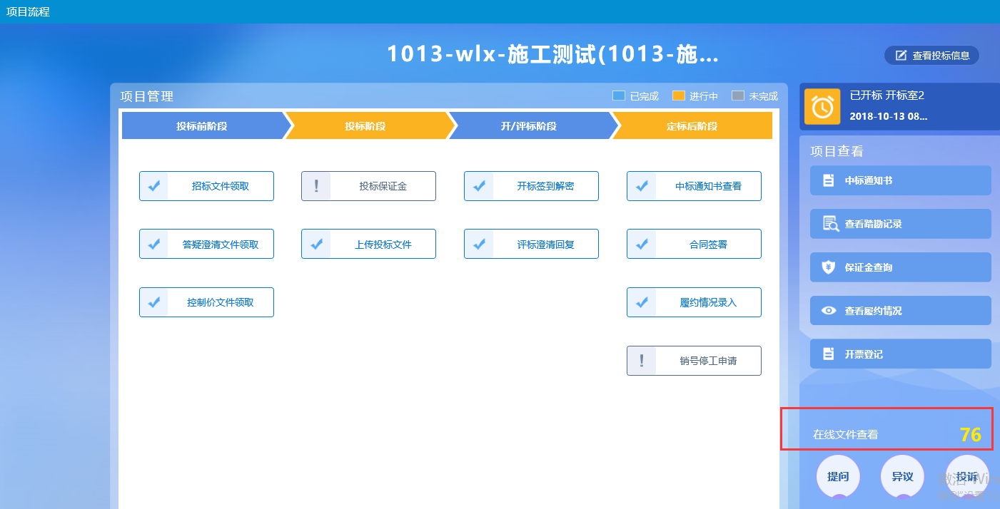 项目流程
1013-wlx-施工测试(1013-施...
查看投标信息
项目管理
已完成 进行中 未完成
投标前阶段 投标阶段 开/评标阶段 定标后阶段
招标文件领取 投标保证金 开标签到解密 中标通知书查看
答疑澄清文件领取 上传投标文件 评标澄清回复 合同签署
控制价文件领取 履约情况录入
销号停工申请
已开标 开标室2
2018-10-13 08...
项目查看
中标通知书
查看踏勘记录
保证金查询
查看履约情况
开票登记
在线文件查看 76
提问 异议 投诉
激活 Win